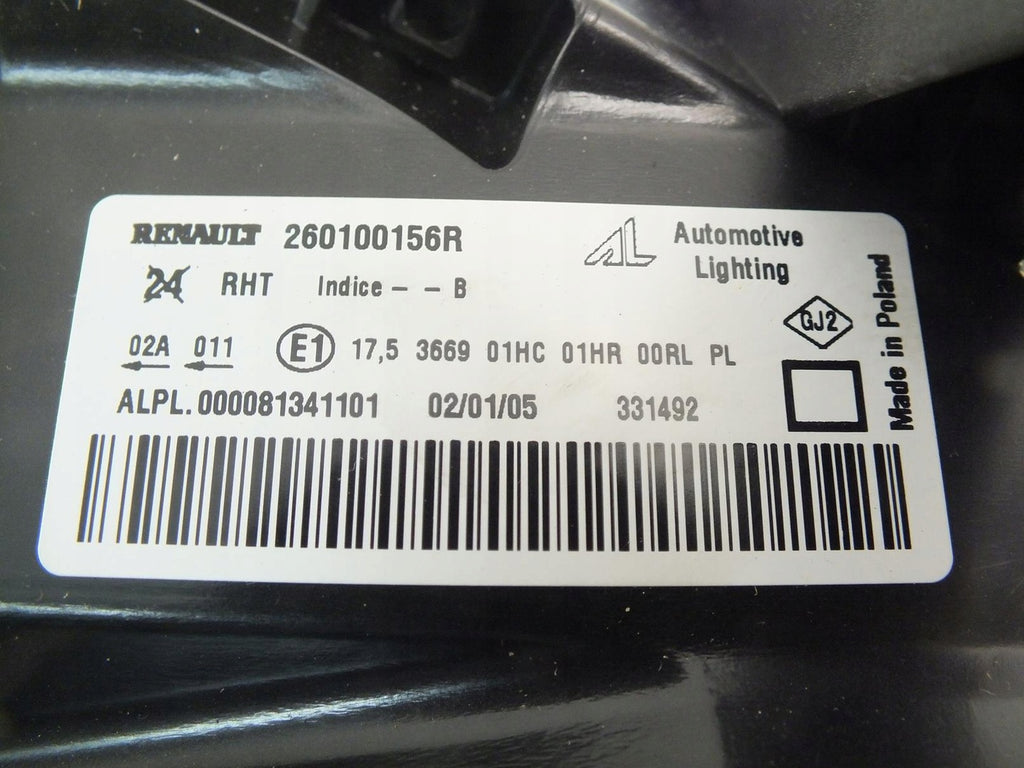 RENAULT 260100156R
Automotive
Lighting
24 RHT Indice - - B
GJ2
02A 011 E1 17,5 3669 01HC 01HR 00RL PL
ALPL.000081341101 02/01/05 331492
Made in Poland